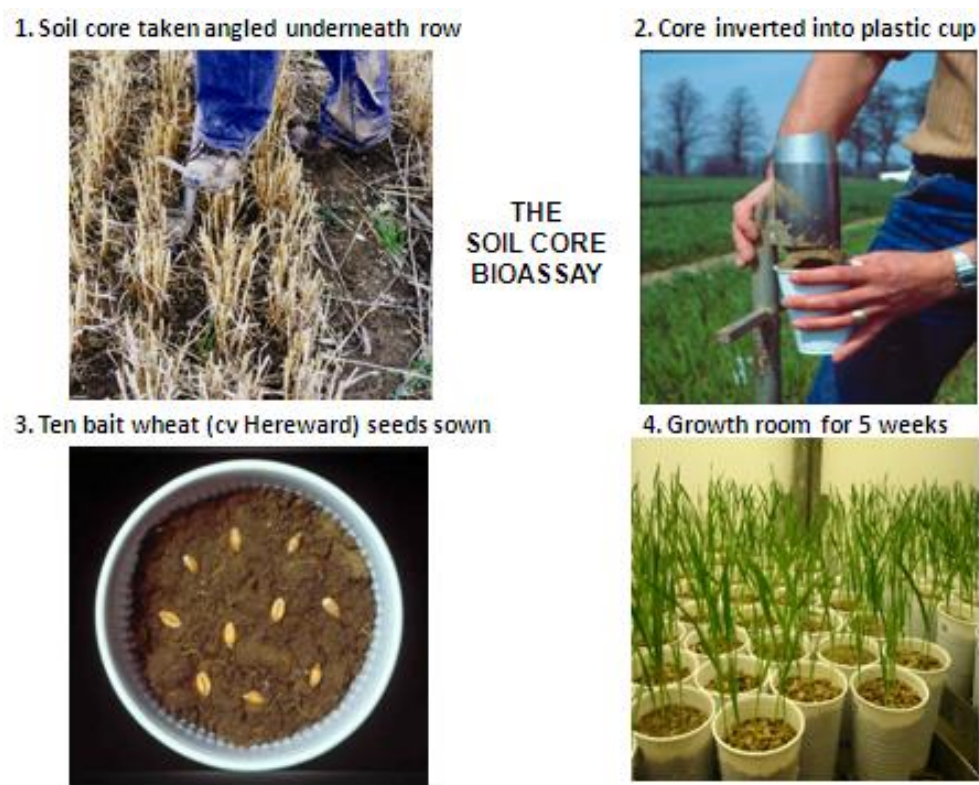 1. Soil core taken angled underneath row
2. Core inverted into plastic cup
THE
SOIL CORE
BIOASSAY
3. Ten bait wheat (cv Hereward) seeds sown
4. Growth room for 5 weeks